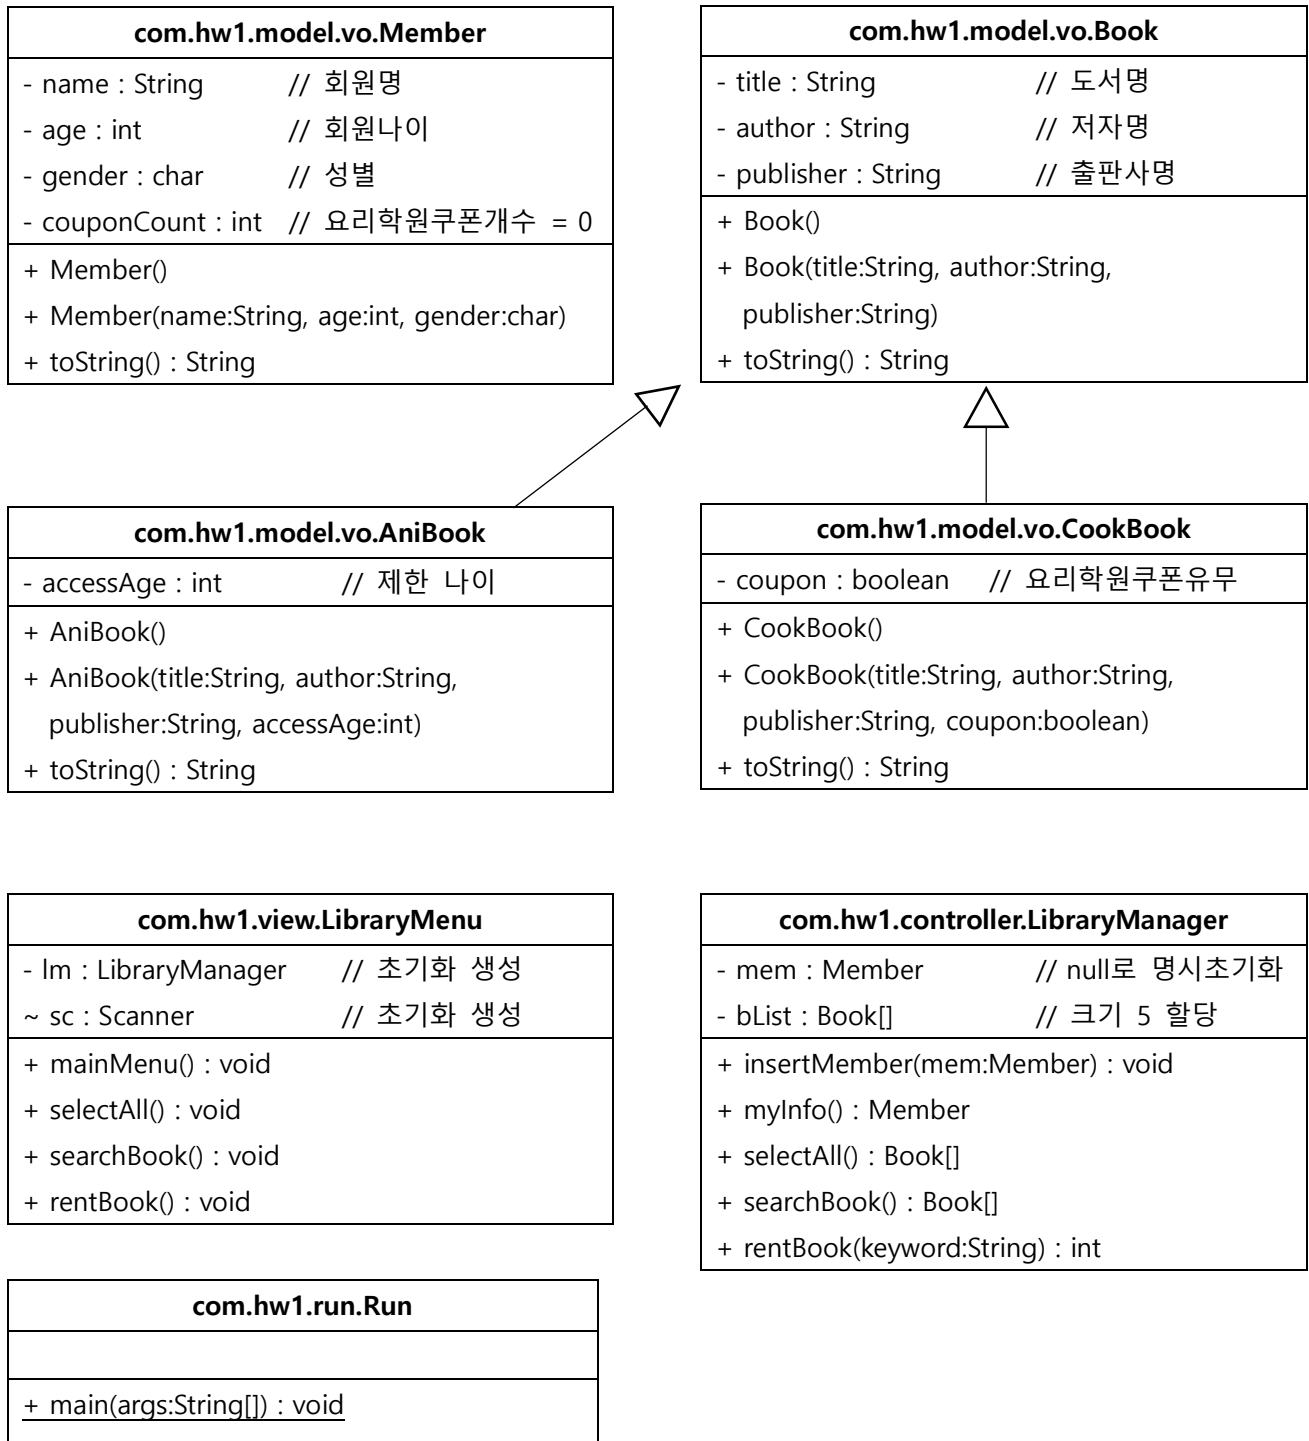 com.hw1.model.vo.Member
- name : String // 회원명
- age : int // 회원나이
- gender : char // 성별
- couponCount : int // 요리학원쿠폰개수 = 0
+ Member()
+ Member(name:String, age:int, gender:char)
+ toString() : String
com.hw1.model.vo.Book
- title : String // 도서명
- author : String // 저자명
- publisher : String // 출판사명
+ Book()
+ Book(title:String, author:String,
publisher:String)
+ toString() : String
com.hw1.model.vo.AniBook
- accessAge : int // 제한 나이
+ AniBook()
+ AniBook(title:String, author:String,
publisher:String, accessAge:int)
+ toString() : String
com.hw1.model.vo.CookBook
- coupon : boolean // 요리학원쿠폰유무
+ CookBook()
+ CookBook(title:String, author:String,
publisher:String, coupon:boolean)
+ toString() : String
com.hw1.view.LibraryMenu
- lm : LibraryManager // 초기화 생성
~ sc : Scanner // 초기화 생성
+ mainMenu() : void
+ selectAll() : void
+ searchBook() : void
+ rentBook() : void
com.hw1.controller.LibraryManager
- mem : Member // null로 명시초기화
- bList : Book[] // 크기 5 할당
+ insertMember(mem:Member) : void
+ myInfo() : Member
+ selectAll() : Book[]
+ searchBook() : Book[]
+ rentBook(keyword:String) : int
com.hw1.run.Run
+ main(args:String[]) : void